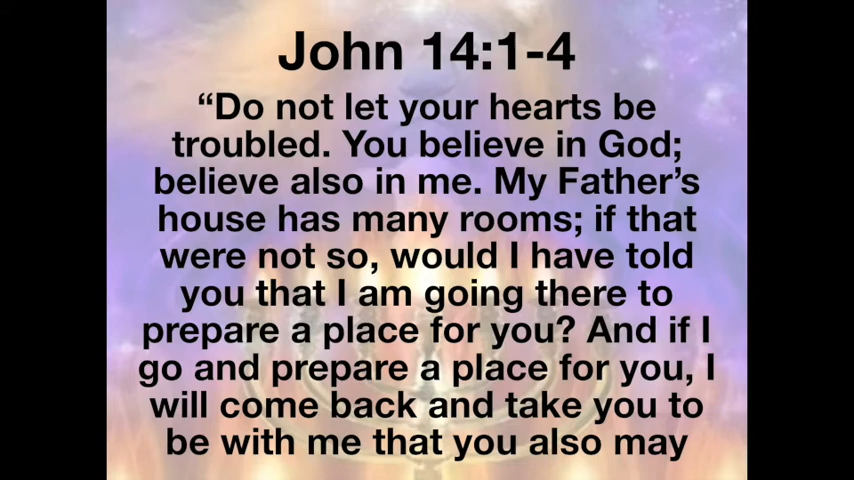 John 14:1-4
“Do not let your hearts be
troubled. You believe in God;
believe also in me. My Father’s
house has many rooms; if that
were not so, would I have told
you that I am going there to
prepare a place for you? And if I
go and prepare a place for you, I
will come back and take you to
be with me that you also may